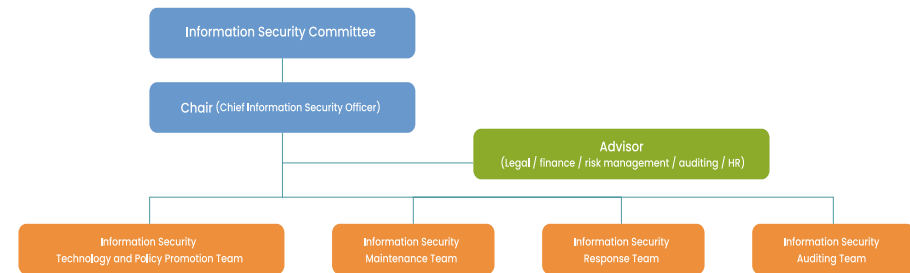 Information Security Committee
Chair (Chief Information Security Officer)
Advisor
(Legal / finance / risk management / auditing / HR)
Information Security
Technology and Policy Promotion Team
Information Security
Maintenance Team
Information Security
Response Team
Information Security
Auditing Team